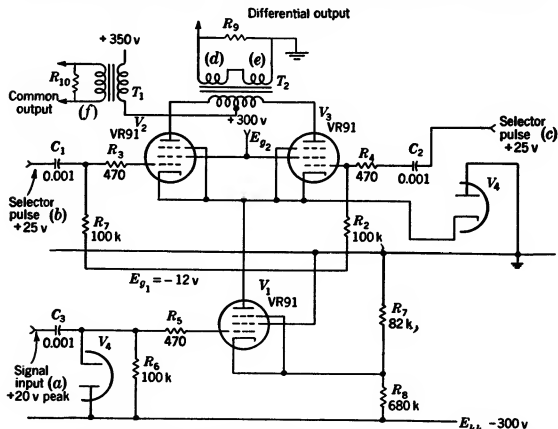 Differential output
R9
+350 v
(d)
(e)
T2
R10
T1
Common output
(f)
+300 v
V2
VR91
Eg2
V3
VR91
Selector pulse (c)
+25 v
C1
0.001
R3
470
R4
470
C2
0.001
V4
Selector pulse (b)
+25 v
R7
100 k
R2
100 k
Eg1 = −12 v
V1
VR91
R7
82 k
C3
0.001
V4
R5
470
R6
100 k
Signal input (a)
+20 v peak
R8
680 k
Ebb −300 v